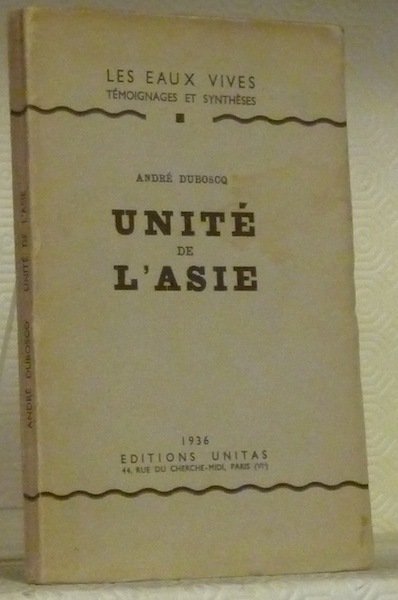 LES EAUX VIVES
TÉMOIGNAGES ET SYNTHÈSES
ANDRÉ DUBOSCQ
UNITÉ
DE
L'ASIE
1936
EDITIONS UNITAS
44, RUE DU CHERCHE-MIDI, PARIS (VIe)
ANDRÉ DUBOSCQ UNITÉ DE L'ASIE